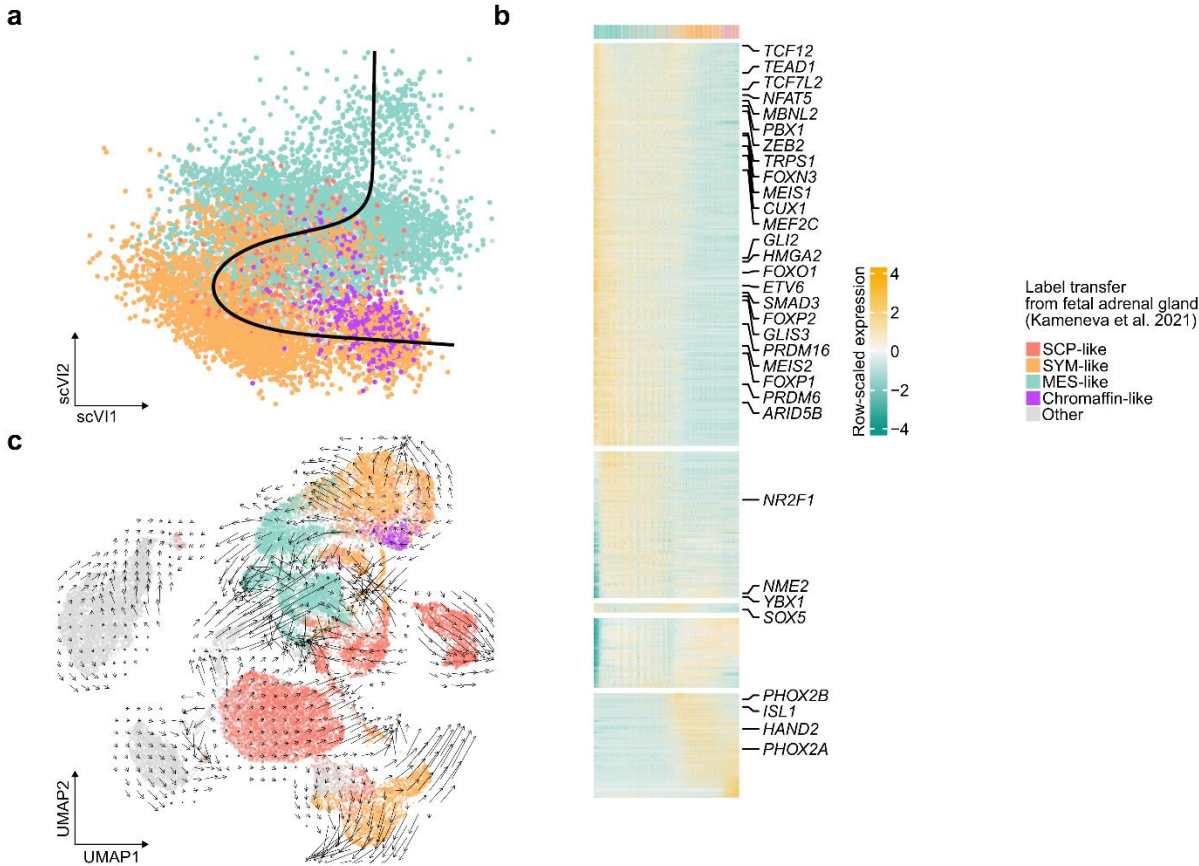 a
scVI2
scVI1
b
TCF12
TEAD1
TCF7L2
NFAT5
MBNL2
PBX1
ZEB2
TRPS1
FOXN3
MEIS1
CUX1
MEF2C
GLI2
HMGA2
FOXO1
ETV6
SMAD3
FOXP2
GLIS3
PRDM16
MEIS2
FOXP1
PRDM6
ARID5B
NR2F1
NME2
YBX1
SOX5
PHOX2B
ISL1
HAND2
PHOX2A
Row-scaled expression
4
2
0
−2
−4
Label transfer
from fetal adrenal gland
(Kameneva et al. 2021)
SCP-like
SYM-like
MES-like
Chromaffin-like
Other
c
UMAP2
UMAP1